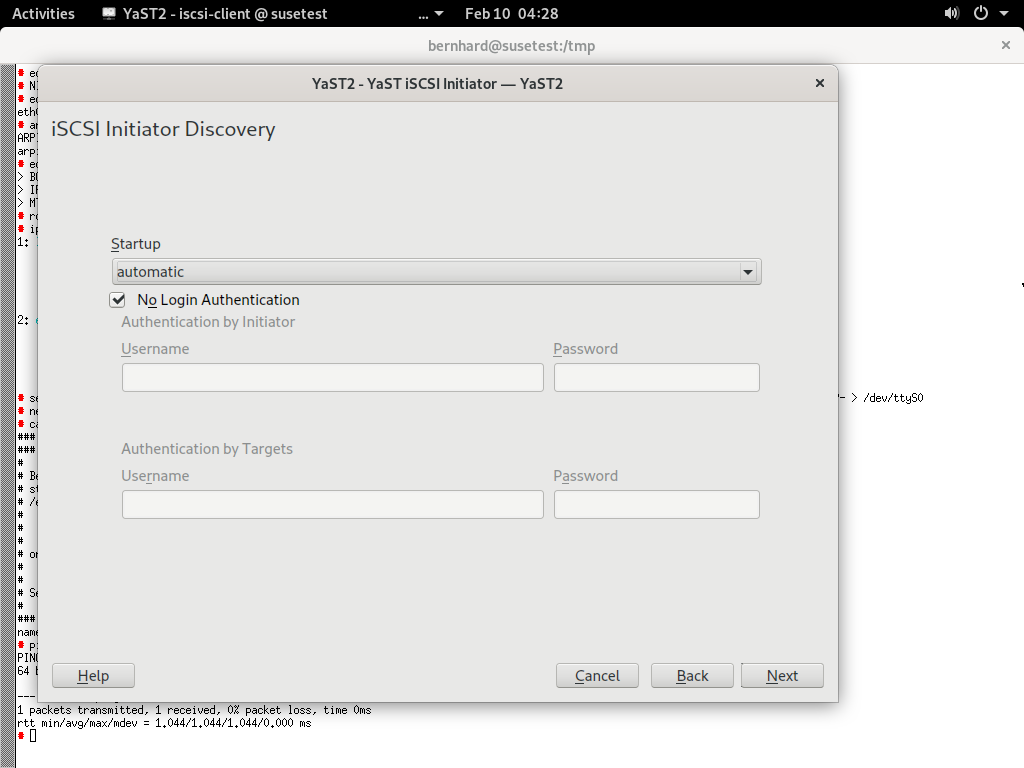 Activities YaST2 - iscsi-client @ susetest ... Feb 10 04:28
bernhard@susetest:/tmp
YaST2 - YaST iSCSI Initiator — YaST2
iSCSI Initiator Discovery
Startup
automatic
No Login Authentication
Authentication by Initiator
Username Password
Authentication by Targets
Username Password
Help Cancel Back Next
eth
ARP
arp
1:
2:
> /dev/ttyS0
###
###
#
#
#
#
#
#
#
#
###
name
64
---
1 packets transmitted, 1 received, 0% packet loss, time 0ms
rtt min/avg/max/mdev = 1.044/1.044/1.044/0.000 ms